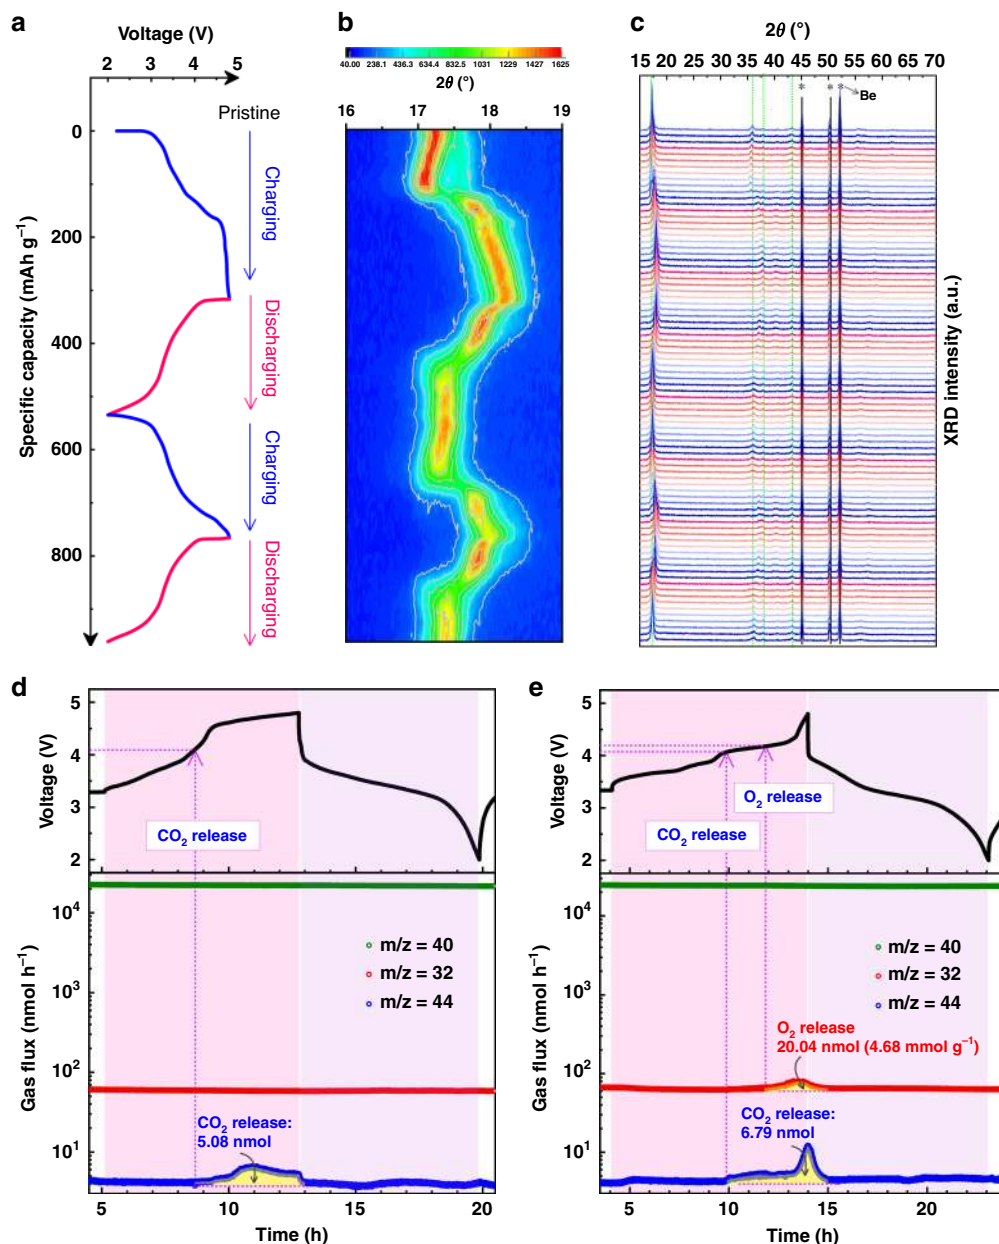 a
Voltage (V)
2 3 4 5
Pristine
0
200
400
600
800
Specific capacity (mAh g⁻¹)
Charging
Discharging
Charging
Discharging
b
40.00 238.1 436.3 634.4 832.5 1031 1229 1427 1625
2θ (°)
16 17 18 19
c
2θ (°)
15 20 25 30 35 40 45 50 55 60 65 70
* * *
Be
XRD intensity (a.u.)
d
5
4
3
2
Voltage (V)
CO₂ release
10⁴
10³
10²
10¹
Gas flux (nmol h⁻¹)
m/z = 40
m/z = 32
m/z = 44
CO₂ release:
5.08 nmol
5 10 15 20
Time (h)
e
5
4
3
2
Voltage (V)
O₂ release
CO₂ release
10⁴
10³
10²
10¹
Gas flux (nmol h⁻¹)
m/z = 40
m/z = 32
m/z = 44
O₂ release
20.04 nmol (4.68 mmol g⁻¹)
CO₂ release:
6.79 nmol
5 10 15 20
Time (h)